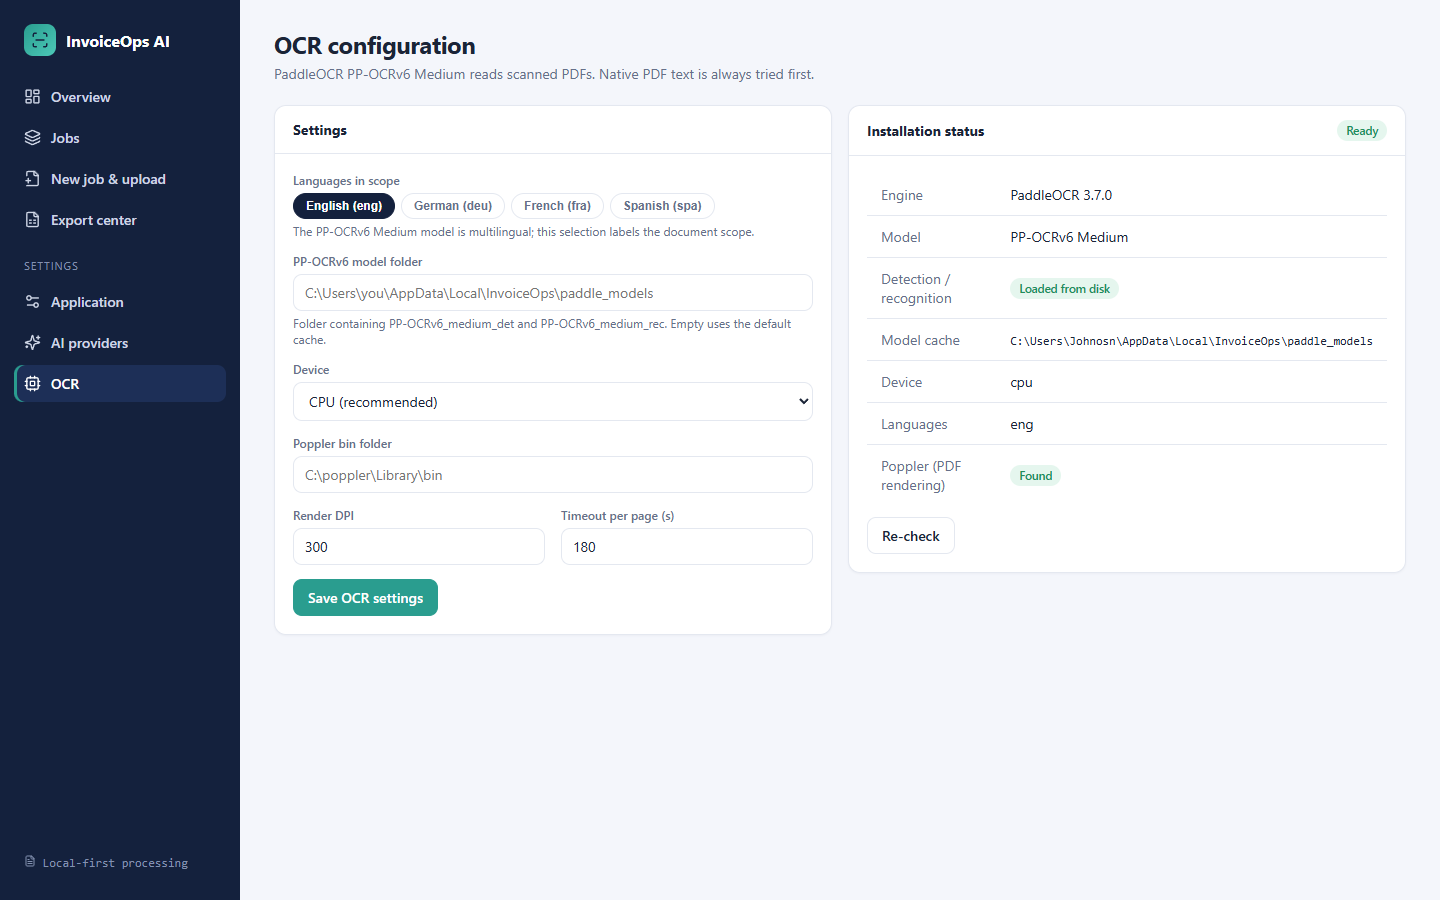 InvoiceOps AI
Overview
Jobs
New job & upload
Export center
SETTINGS
Application
AI providers
OCR
Local-first processing
OCR configuration
PaddleOCR PP-OCRv6 Medium reads scanned PDFs. Native PDF text is always tried first.
Settings
Languages in scope
English (eng) German (deu) French (fra) Spanish (spa)
The PP-OCRv6 Medium model is multilingual; this selection labels the document scope.
PP-OCRv6 model folder
C:\Users\you\AppData\Local\InvoiceOps\paddle_models
Folder containing PP-OCRv6_medium_det and PP-OCRv6_medium_rec. Empty uses the default
cache.
Device
CPU (recommended)
Poppler bin folder
C:\poppler\Library\bin
Render DPI Timeout per page (s)
300 180
Save OCR settings
Installation status Ready
Engine PaddleOCR 3.7.0
Model PP-OCRv6 Medium
Detection /
recognition Loaded from disk
Model cache C:\Users\Johnosn\AppData\Local\InvoiceOps\paddle_models
Device cpu
Languages eng
Poppler (PDF
rendering) Found
Re-check